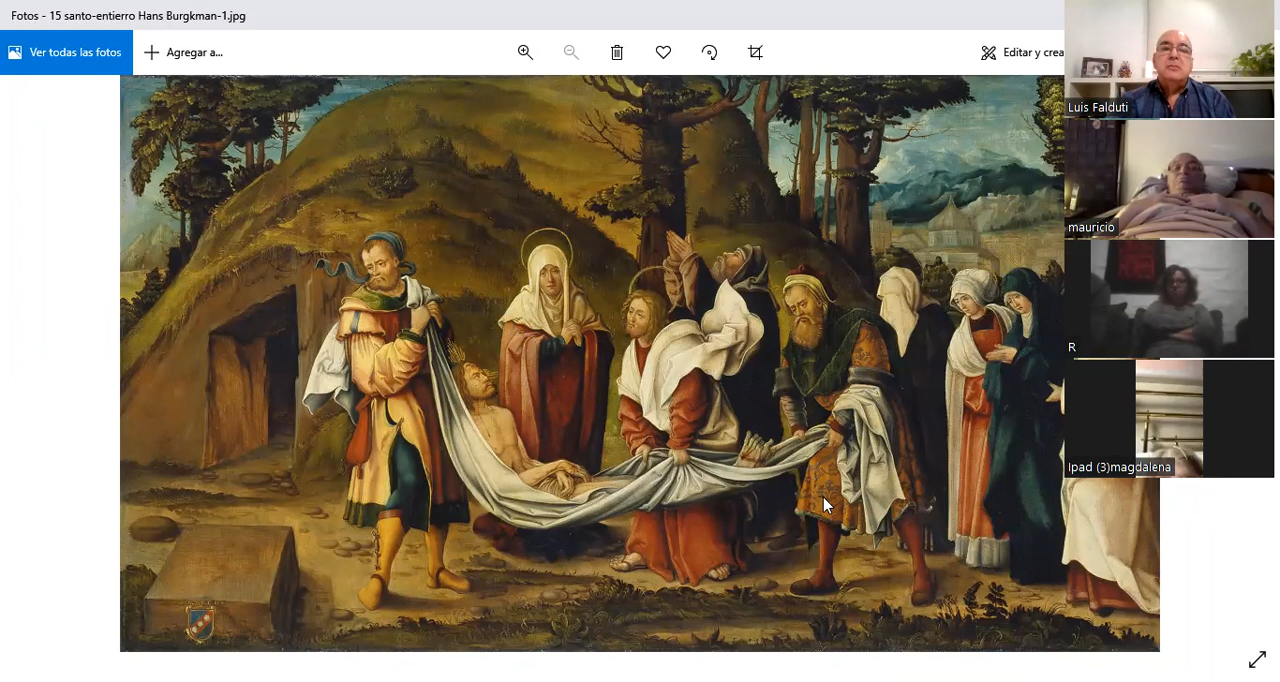 Fotos - 15 santo-entierro Hans Burgkman-1.jpg
Ver todas las fotos
Agregar a...
Editar y crea
Luis Falduti
mauricio
R
Ipad (3)magdalena